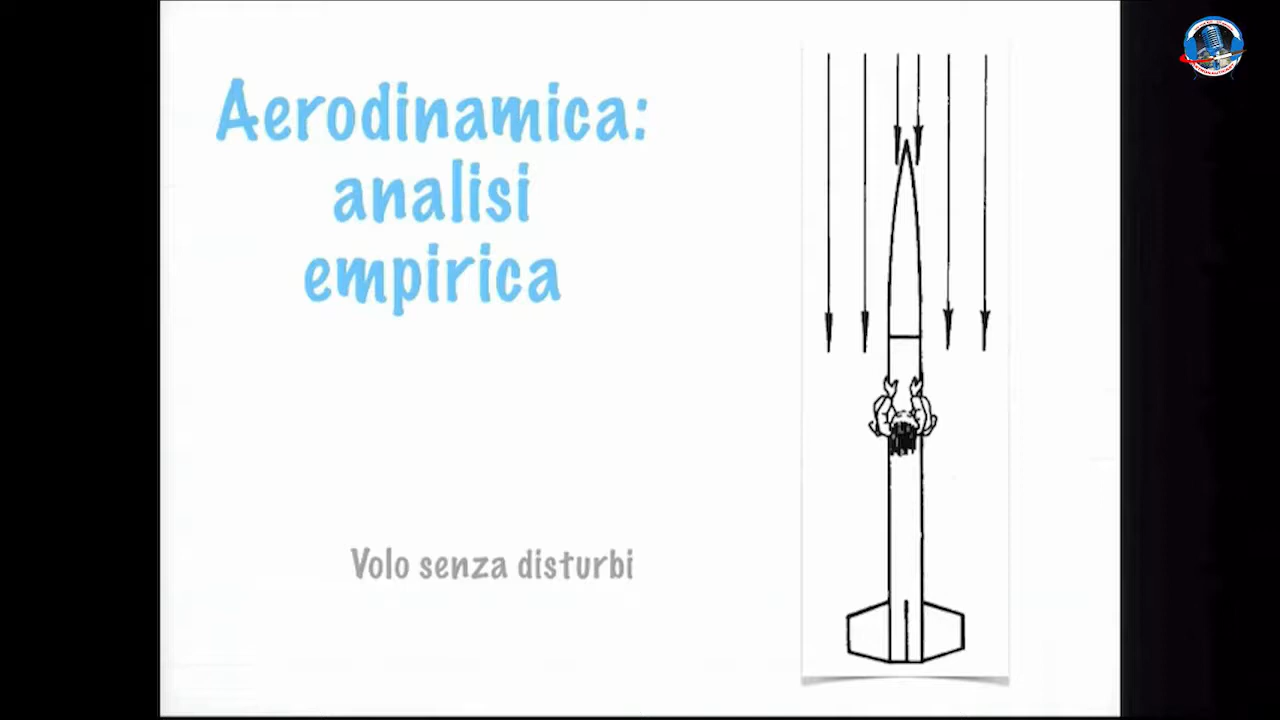 Aerodinamica:
analisi
empirica
Volo senza disturbi